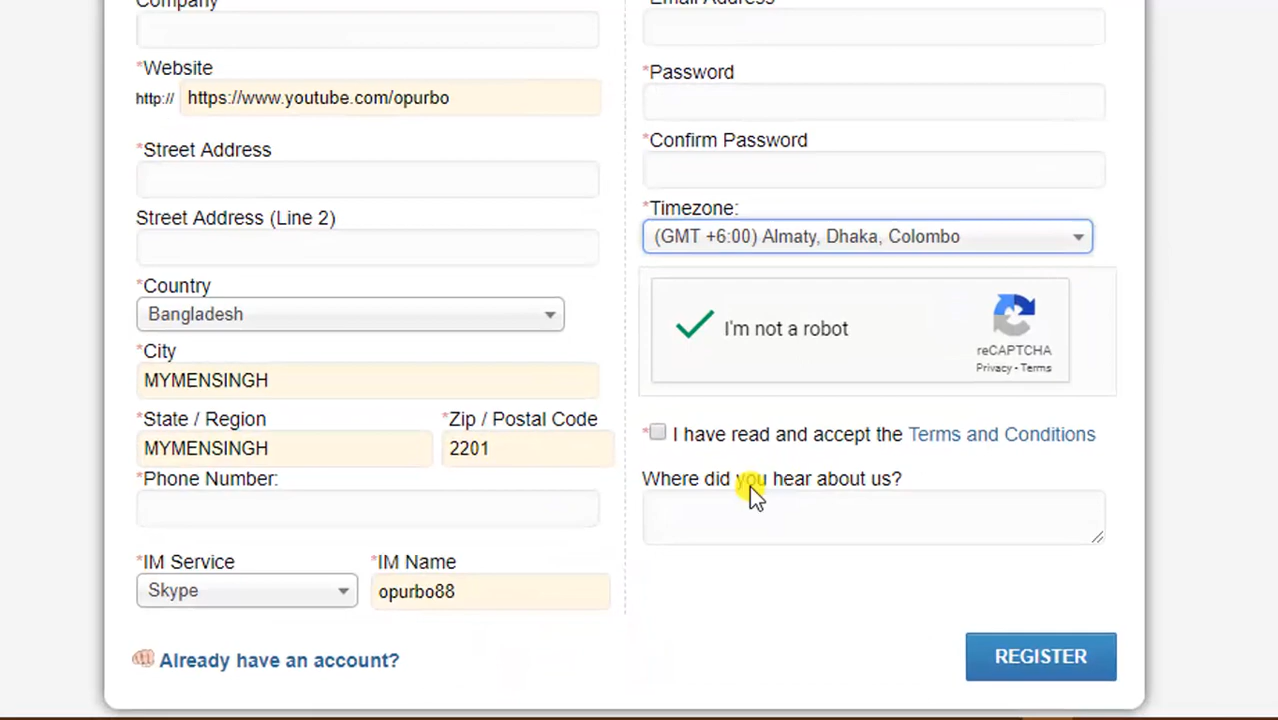 Company
*Website
http:// https://www.youtube.com/opurbo
*Street Address
Street Address (Line 2)
*Country
Bangladesh
*City
MYMENSINGH
*State / Region
*Zip / Postal Code
MYMENSINGH
2201
*Phone Number:
*IM Service
*IM Name
Skype
opurbo88
Already have an account?
Email Address
*Password
*Confirm Password
*Timezone:
(GMT +6:00) Almaty, Dhaka, Colombo
I'm not a robot
reCAPTCHA
Privacy - Terms
*I have read and accept the Terms and Conditions
Where did you hear about us?
REGISTER